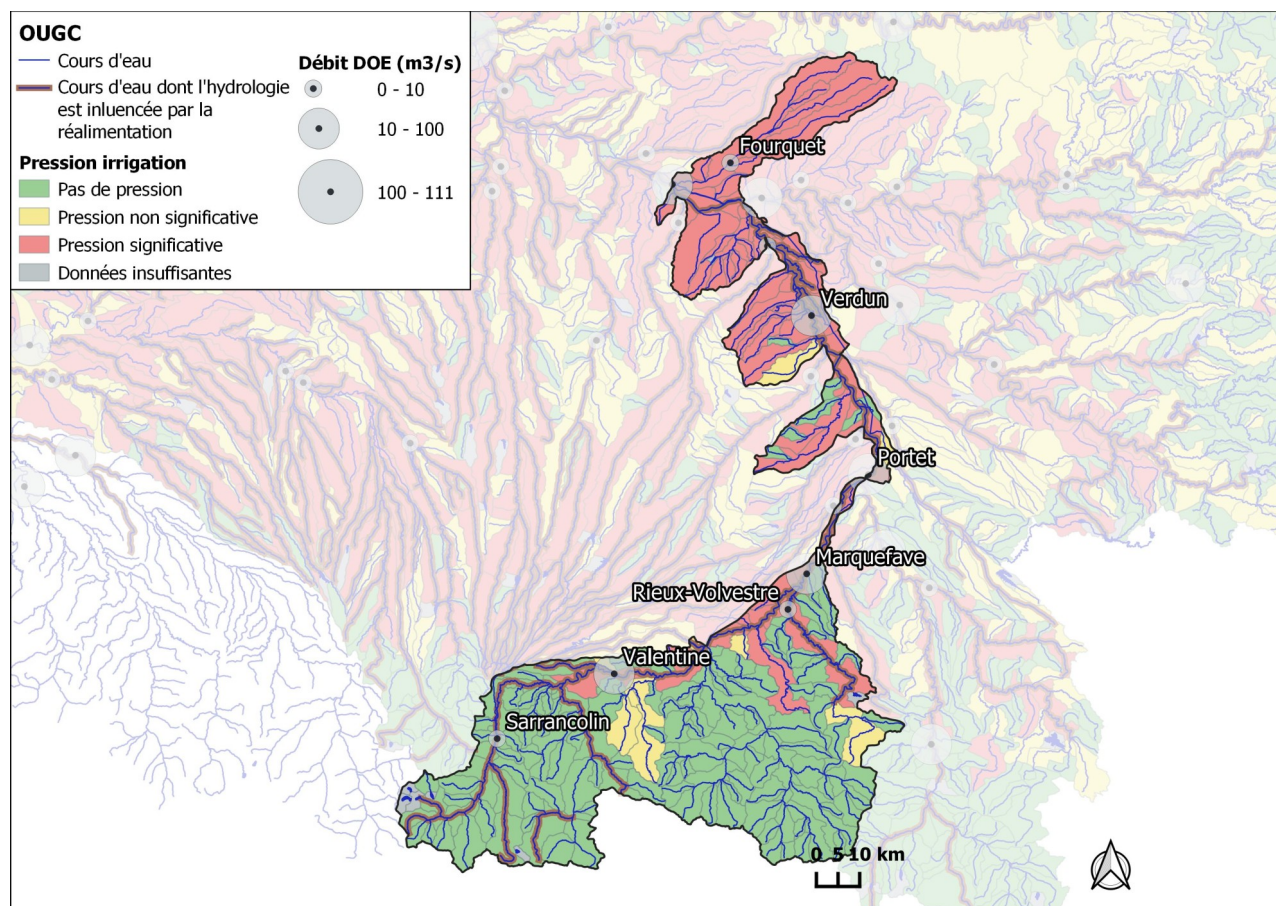 OUGC
Cours d'eau
Cours d'eau dont l'hydrologie
est inluencée par la
réalimentation
Pression irrigation
Pas de pression
Pression non significative
Pression significative
Données insuffisantes
Débit DOE (m3/s)
0 - 10
10 - 100
100 - 111
Fourquet
Verdun
Portet
Marquefave
Rieux-Volvestre
Valentine
Sarrancolin
0 5 10 km